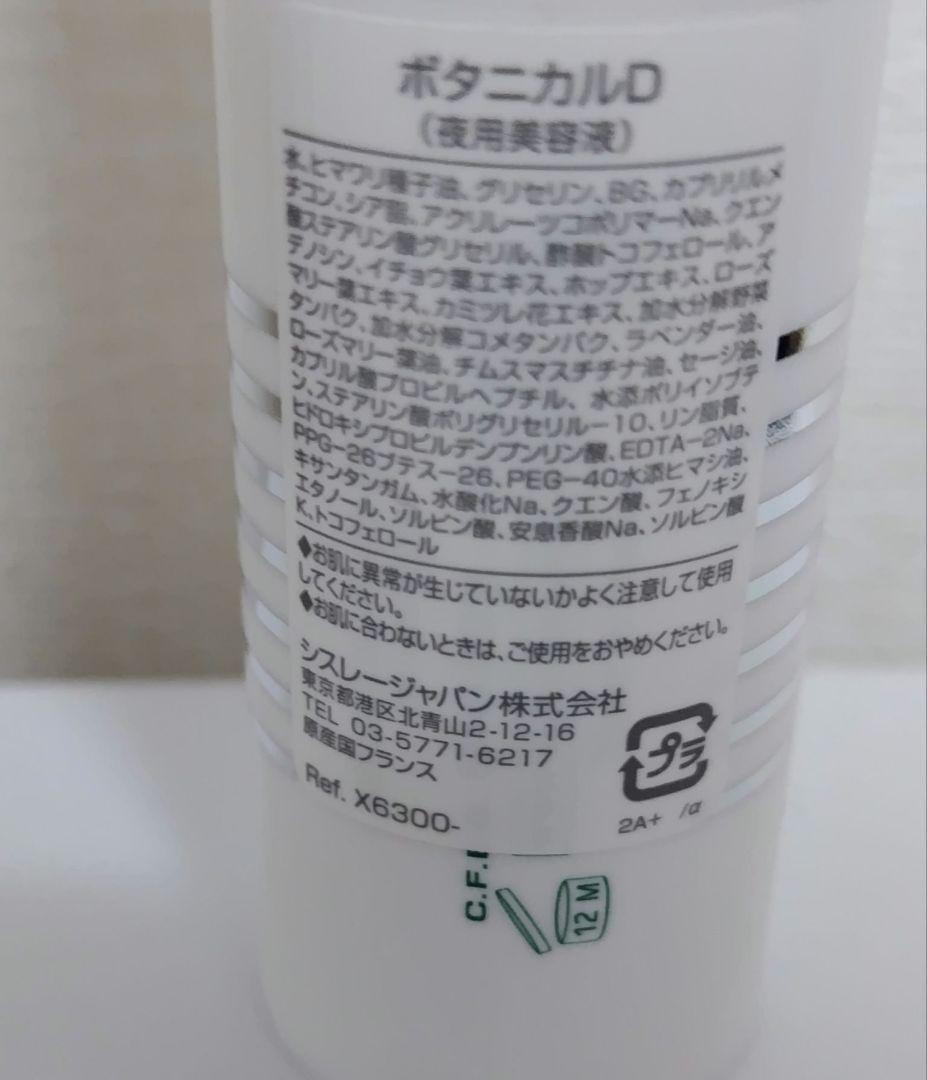 ボタニカルD
(夜用美容液)
水、ヒマワリ種子油、グリセリン、BG、カプリリルメ
チコン、シア脂、アクリレーツコポリマーNa、クエン
酸ステアリン酸グリセリル、酢酸トコフェロール、ア
デノシン、イチョウ葉エキス、ホップエキス、ローズ
マリー葉エキス、カミツレ花エキス、加水分解野菜
タンパク、加水分解コメタンパク、ラベンダー油、
ローズマリー葉油、チムスマスチチナ油、セージ油、
カプリル酸プロピルヘプチル、水添ポリイソブテ
ン、ステアリン酸ポリグリセリル-10、リン脂質、
ヒドロキシプロピルデンプンリン酸、EDTA-2Na、
PPG-26ブテス-26、PEG-40水添ヒマシ油、
キサンタンガム、水酸化Na、クエン酸、フェノキシ
エタノール、ソルビン酸、安息香酸Na、ソルビン酸
K、トコフェロール
◆お肌に異常が生じていないかよく注意して使用
してください。
◆お肌に合わないときは、ご使用をおやめください。
シスレージャパン株式会社
東京都港区北青山2-12-16
TEL 03-5771-6217
原産国フランス
Ref. X6300-
プラ
2A+ /α
C.F.
12 M